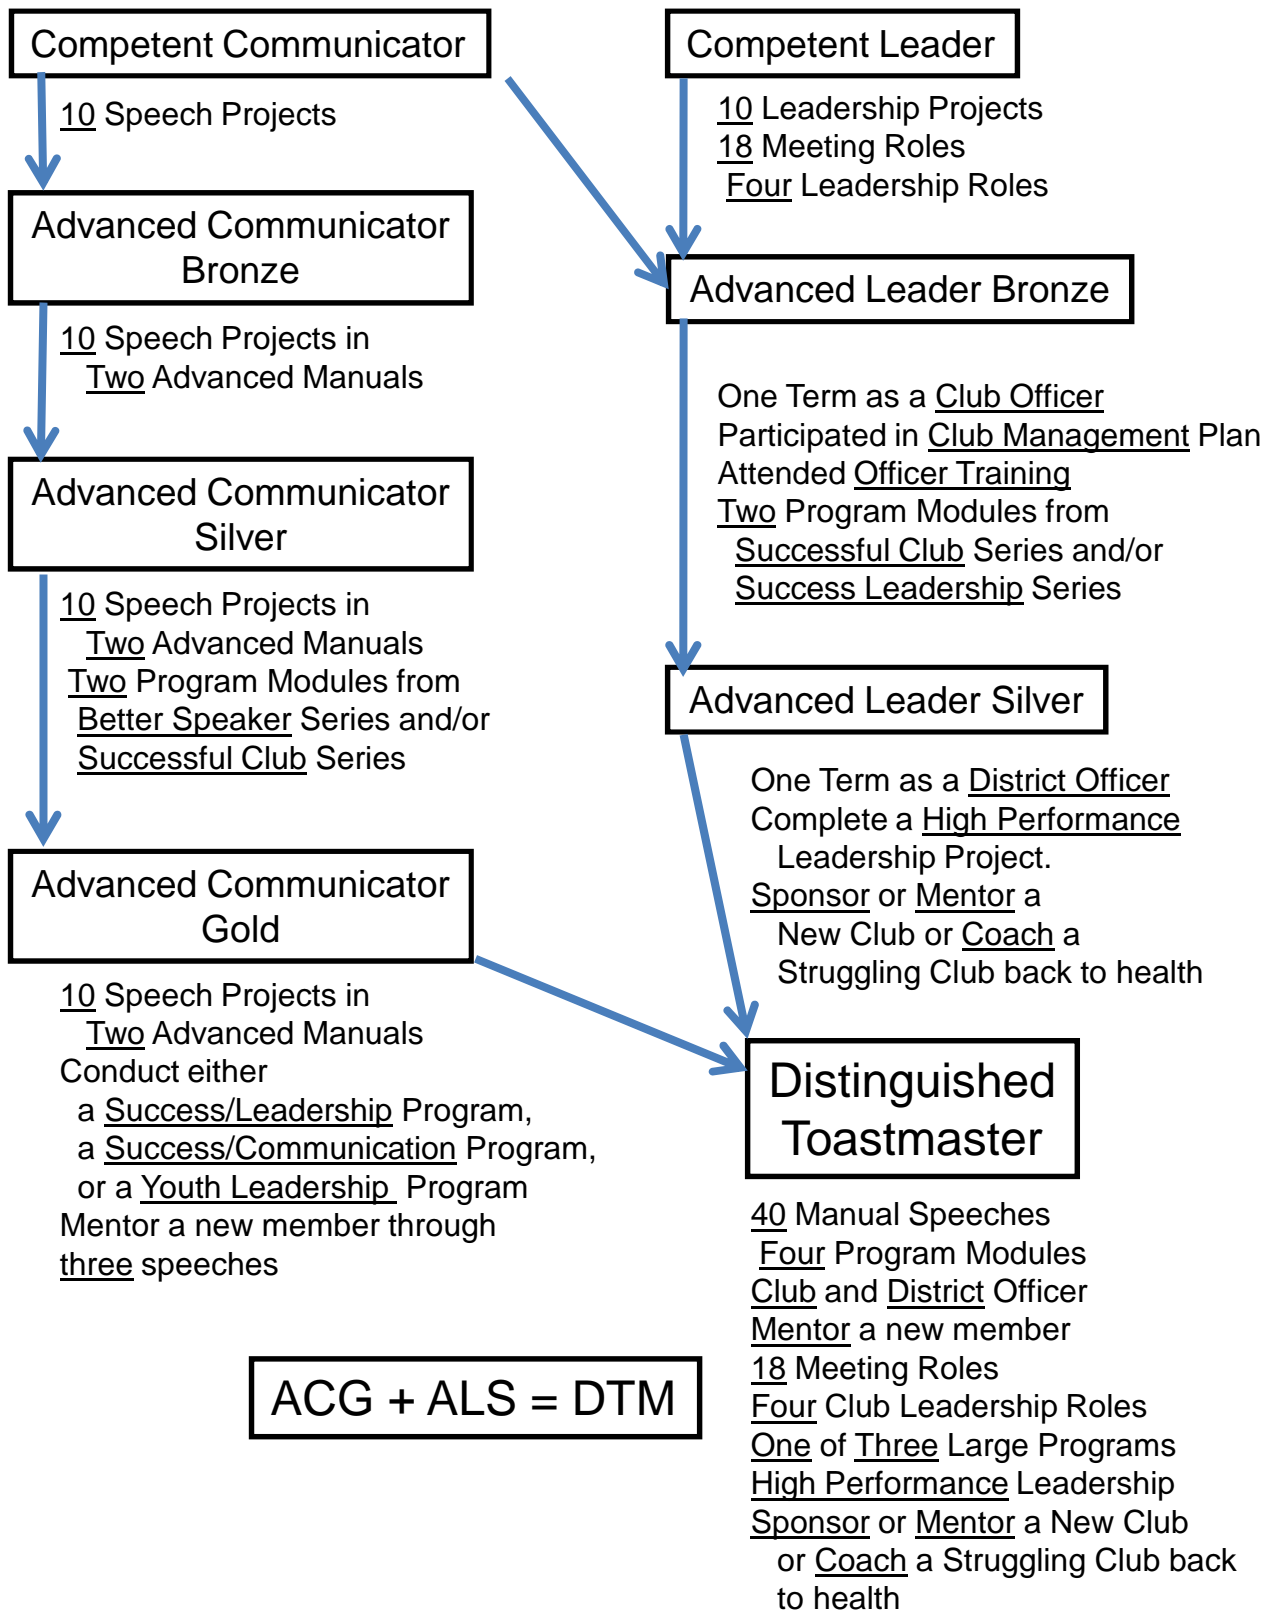 Competent Communicator
10 Speech Projects
Advanced Communicator
Bronze
10 Speech Projects in
Two Advanced Manuals
Advanced Communicator
Silver
10 Speech Projects in
Two Advanced Manuals
Two Program Modules from
Better Speaker Series and/or
Successful Club Series
Advanced Communicator
Gold
10 Speech Projects in
Two Advanced Manuals
Conduct either
a Success/Leadership Program,
a Success/Communication Program,
or a Youth Leadership Program
Mentor a new member through
three speeches
ACG + ALS = DTM
Competent Leader
10 Leadership Projects
18 Meeting Roles
Four Leadership Roles
Advanced Leader Bronze
One Term as a Club Officer
Participated in Club Management Plan
Attended Officer Training
Two Program Modules from
Successful Club Series and/or
Success Leadership Series
Advanced Leader Silver
One Term as a District Officer
Complete a High Performance
Leadership Project.
Sponsor or Mentor a
New Club or Coach a
Struggling Club back to health
Distinguished
Toastmaster
40 Manual Speeches
Four Program Modules
Club and District Officer
Mentor a new member
18 Meeting Roles
Four Club Leadership Roles
One of Three Large Programs
High Performance Leadership
Sponsor or Mentor a New Club
or Coach a Struggling Club back
to health